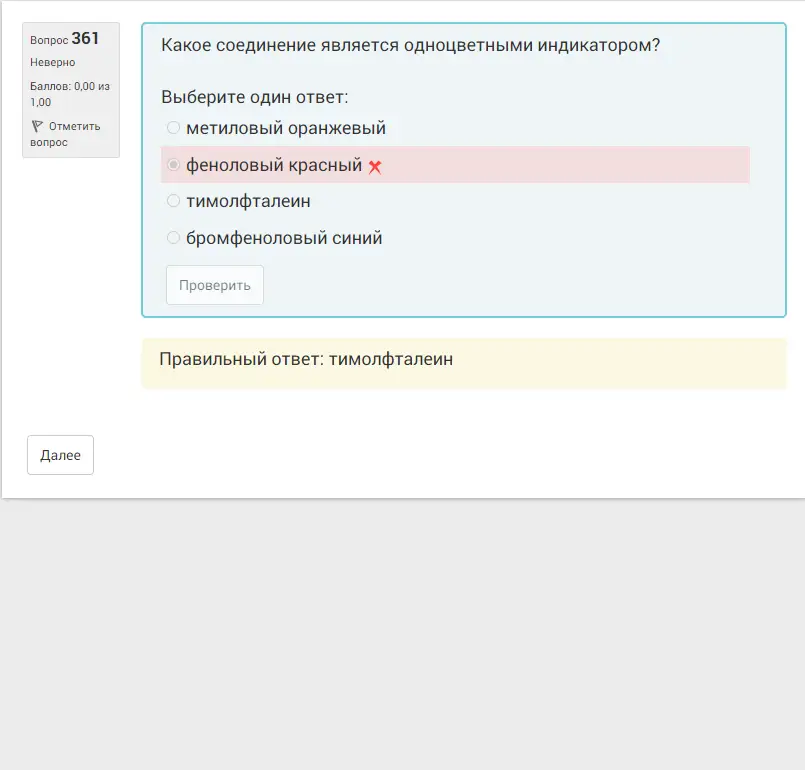 Вопрос 361
Неверно
Баллов: 0,00 из
1,00
Отметить
вопрос
Какое соединение является одноцветными индикатором?
Выберите один ответ:
метиловый оранжевый
феноловый красный
тимолфталеин
бромфеноловый синий
Проверить
Правильный ответ: тимолфталеин
Далее